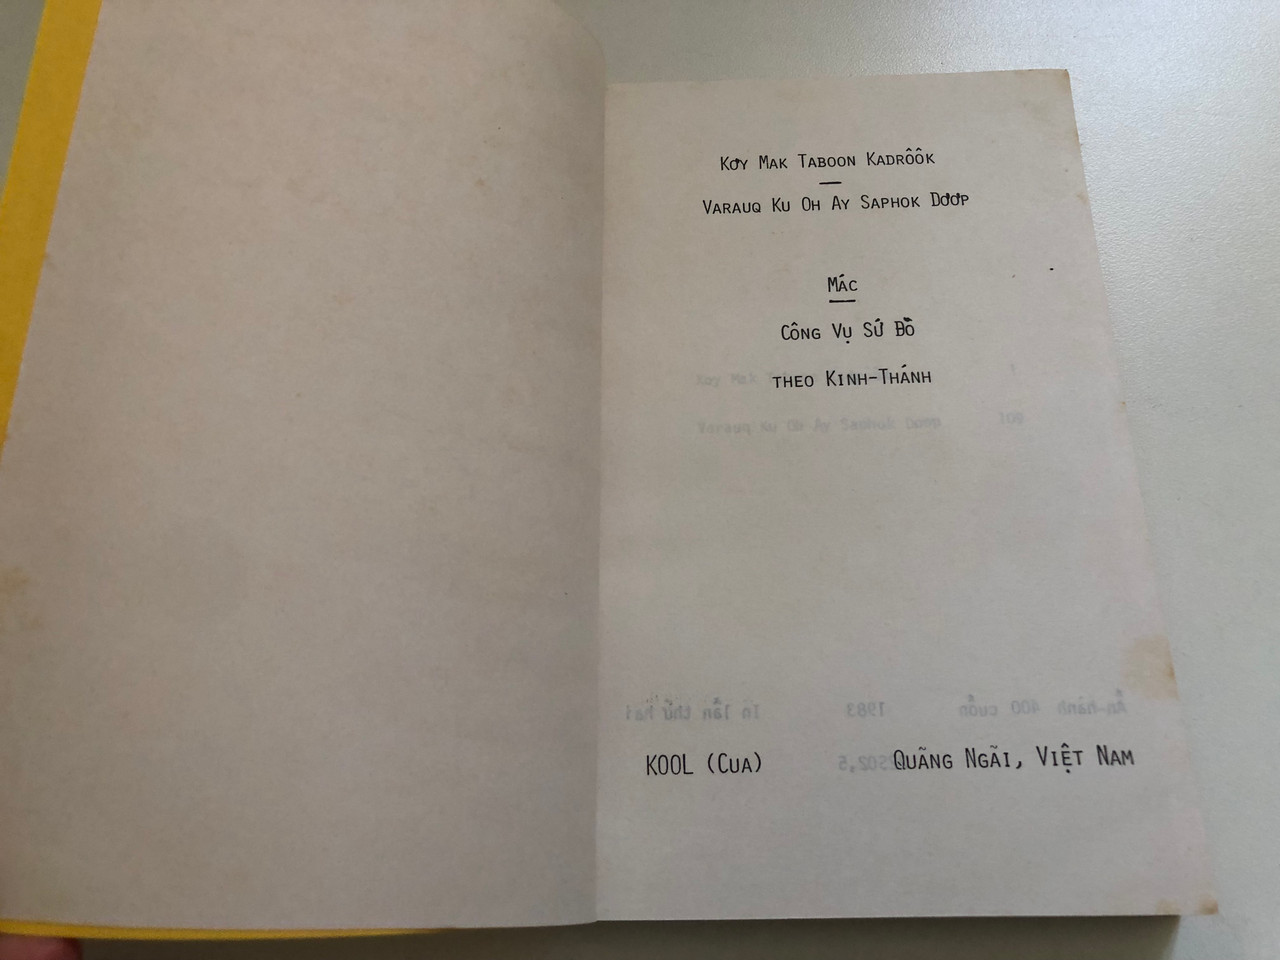 Kơy Mak Taboon Kadrôôk
Varauq Ku Oh Ay Saphok Dơơp
Mác
Công Vụ Sứ Đồ
theo Kinh-Thánh
KOOL (Cua) Quãng Ngãi, Việt Nam